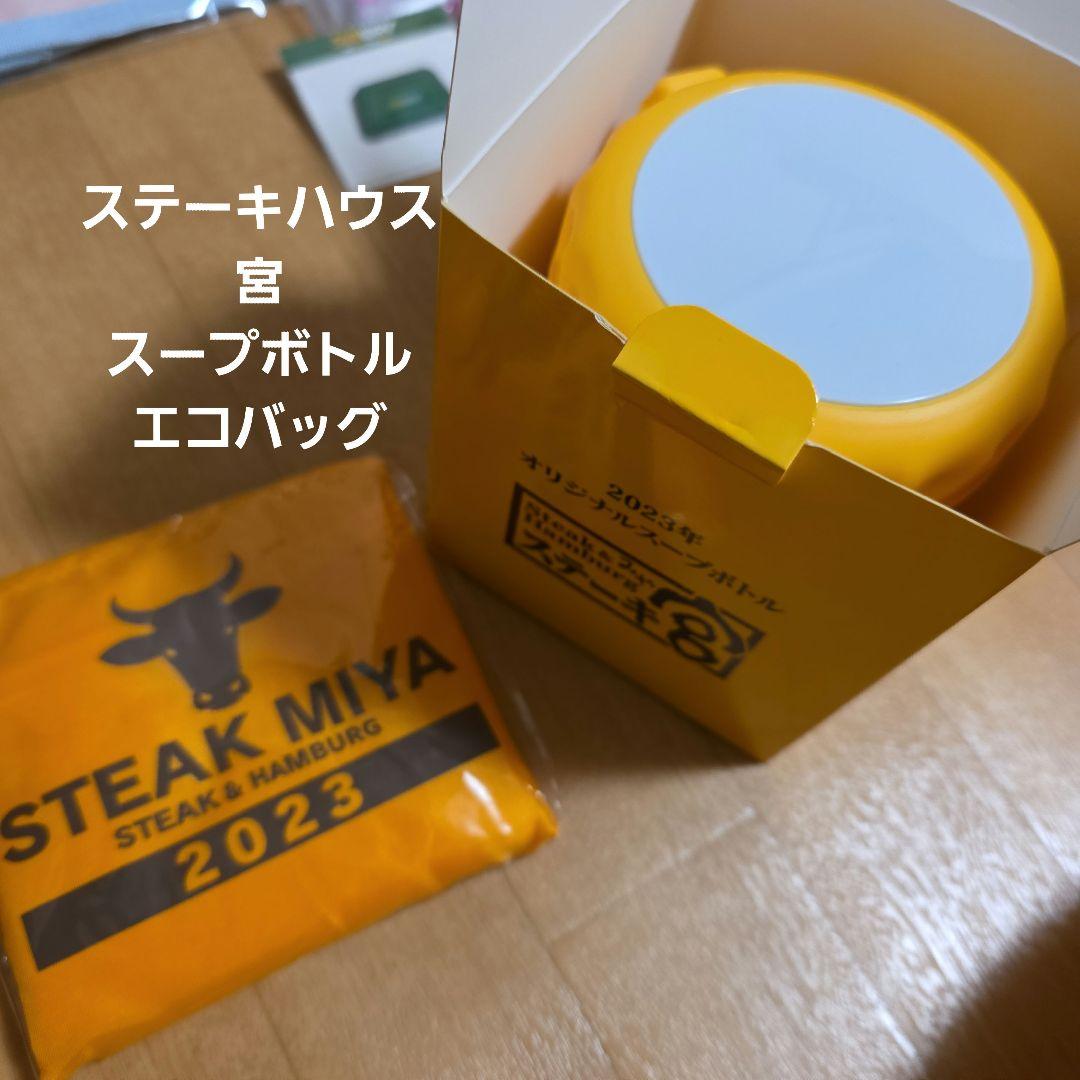 ステーキハウス
宮
スープボトル
エコバッグ
2023年
オリジナルスープボトル
Steak &
Hamburg
ステーキ宮
STEAK MIYA
STEAK & HAMBURG
2023